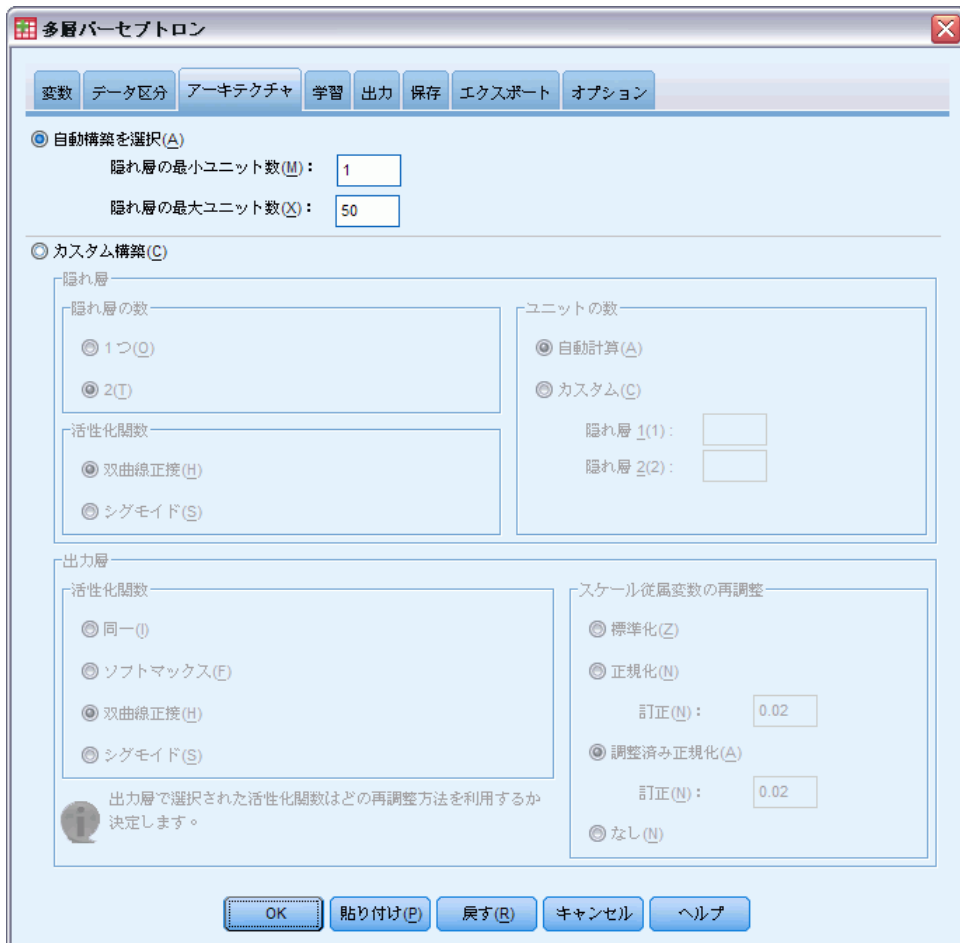 多層パーセプトロン
変数 データ区分 アーキテクチャ 学習 出力 保存 エクスポート オプション
自動構築を選択(A)
隠れ層の最小ユニット数(M)： 1
隠れ層の最大ユニット数(X)： 50
カスタム構築(C)
隠れ層
隠れ層の数
1つ(O)
2(T)
活性化関数
双曲線正接(H)
シグモイド(S)
ユニットの数
自動計算(A)
カスタム(C)
隠れ層 1(1)：
隠れ層 2(2)：
出力層
活性化関数
同一(I)
ソフトマックス(F)
双曲線正接(H)
シグモイド(S)
出力層で選択された活性化関数はどの再調整方法を利用するか
決定します。
スケール従属変数の再調整
標準化(Z)
正規化(N)
訂正(N)： 0.02
調整済み正規化(A)
訂正(N)： 0.02
なし(N)
OK 貼り付け(P) 戻す(R) キャンセル ヘルプ